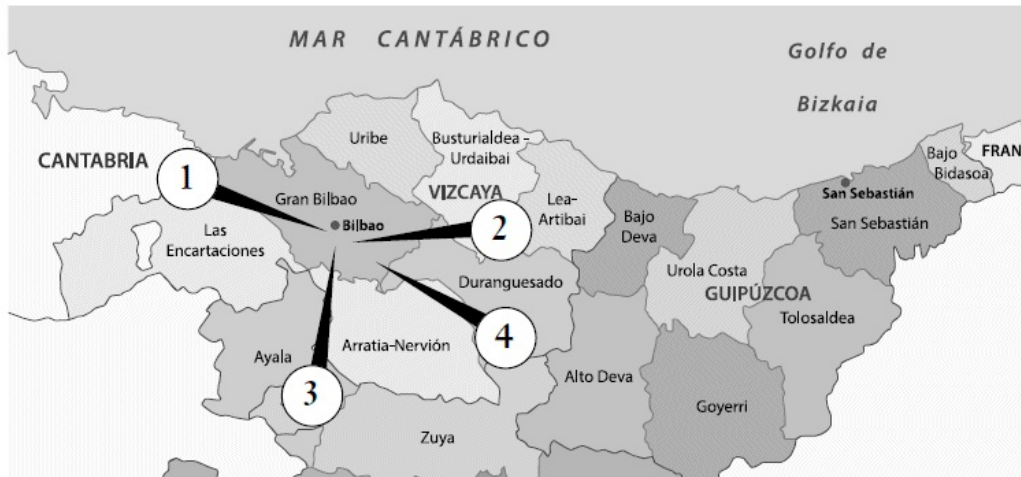 MAR CANTÁBRICO
Golfo de
Bizkaia
CANTABRIA
Uribe
Busturialdea -
Urdaibai
Bajo
Bidasoa
FRAN
1
Gran Bilbao
VIZCAYA
Lea-
Artibai
San Sebastián
Bilbao
2
Bajo
Deva
San Sebastián
Las
Encartaciones
Urola Costa
Duranguesado
GUIPÚZCOA
Tolosaldea
4
Ayala
Arratia-Nervión
3
Alto Deva
Goyerri
Zuya